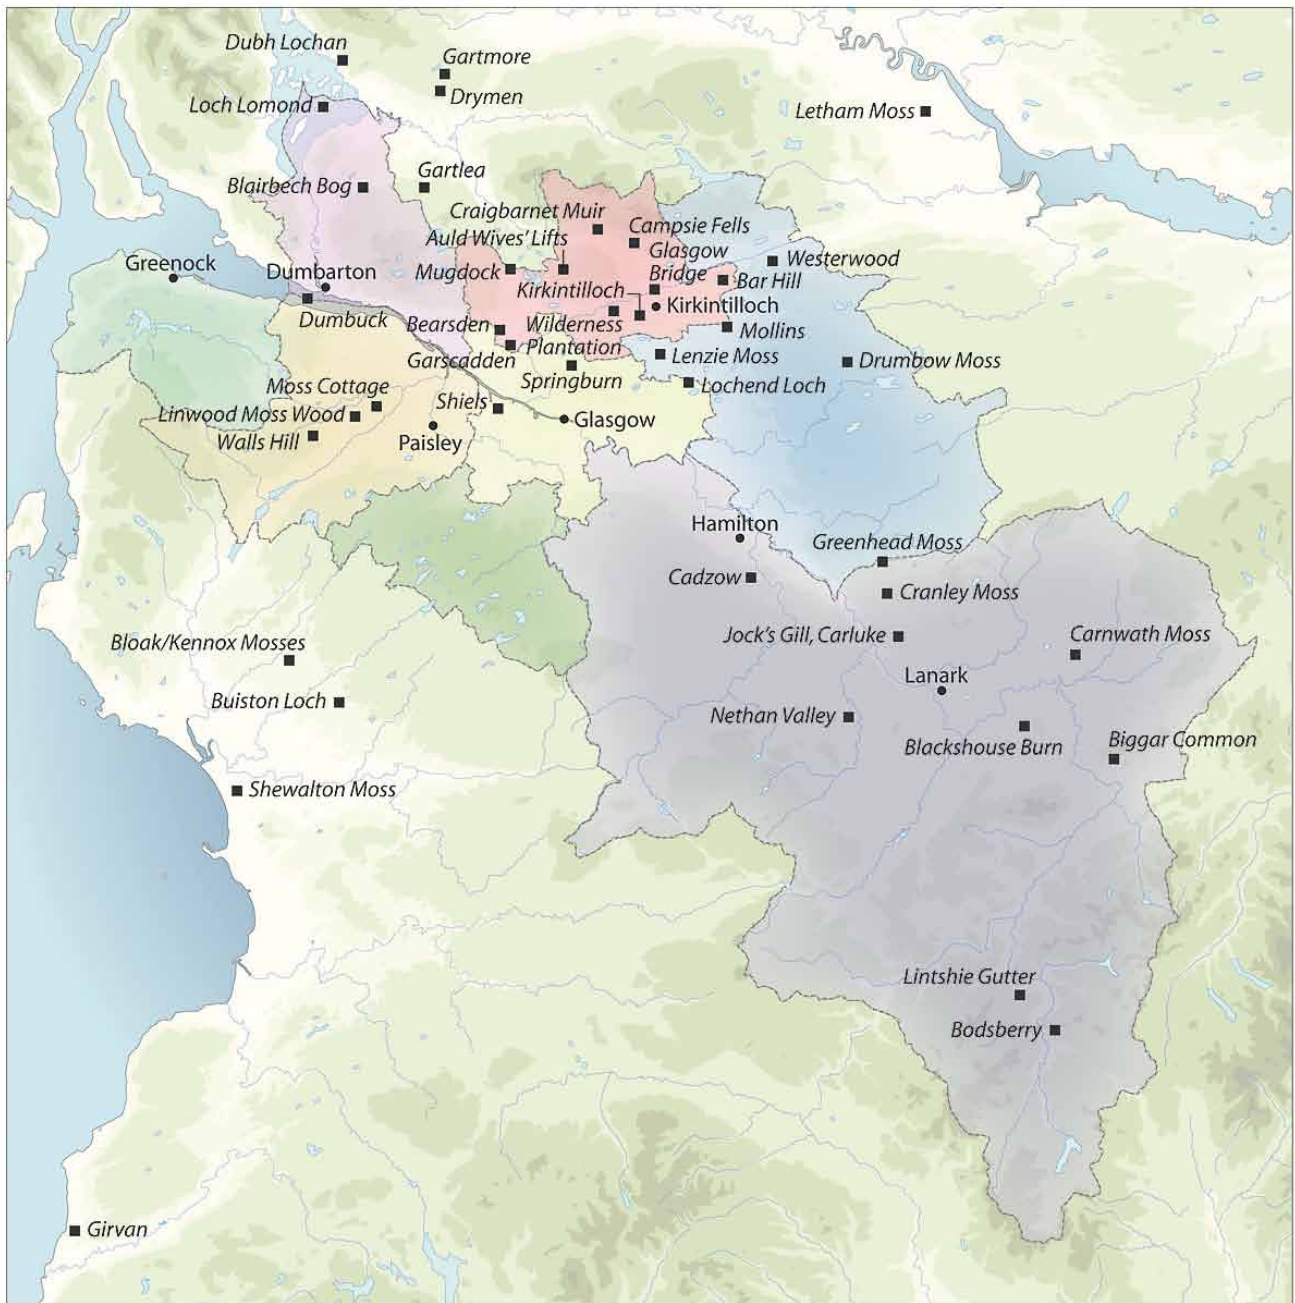 Dubh Lochan
Gartmore
Drymen
Loch Lomond
Letham Moss
Gartlea
Blairbech Bog
Craigbarnet Muir
Campsie Fells
Auld Wives' Lifts
Glasgow
Bridge
Westerwood
Greenock
Dumbarton
Mugdock
Bar Hill
Kirkintilloch
Kirkintilloch
Dumbuck
Bearsden
Wilderness
Plantation
Mollins
Garscadden
Lenzie Moss
Drumbow Moss
Springburn
Lochend Loch
Moss Cottage
Shiels
Linwood Moss Wood
Glasgow
Walls Hill
Paisley
Hamilton
Greenhead Moss
Cadzow
Cranley Moss
Bloak/Kennox Mosses
Jock's Gill, Carluke
Carnwath Moss
Lanark
Buiston Loch
Nethan Valley
Blackshouse Burn
Biggar Common
Shewalton Moss
Lintshie Gutter
Bodsberry
Girvan